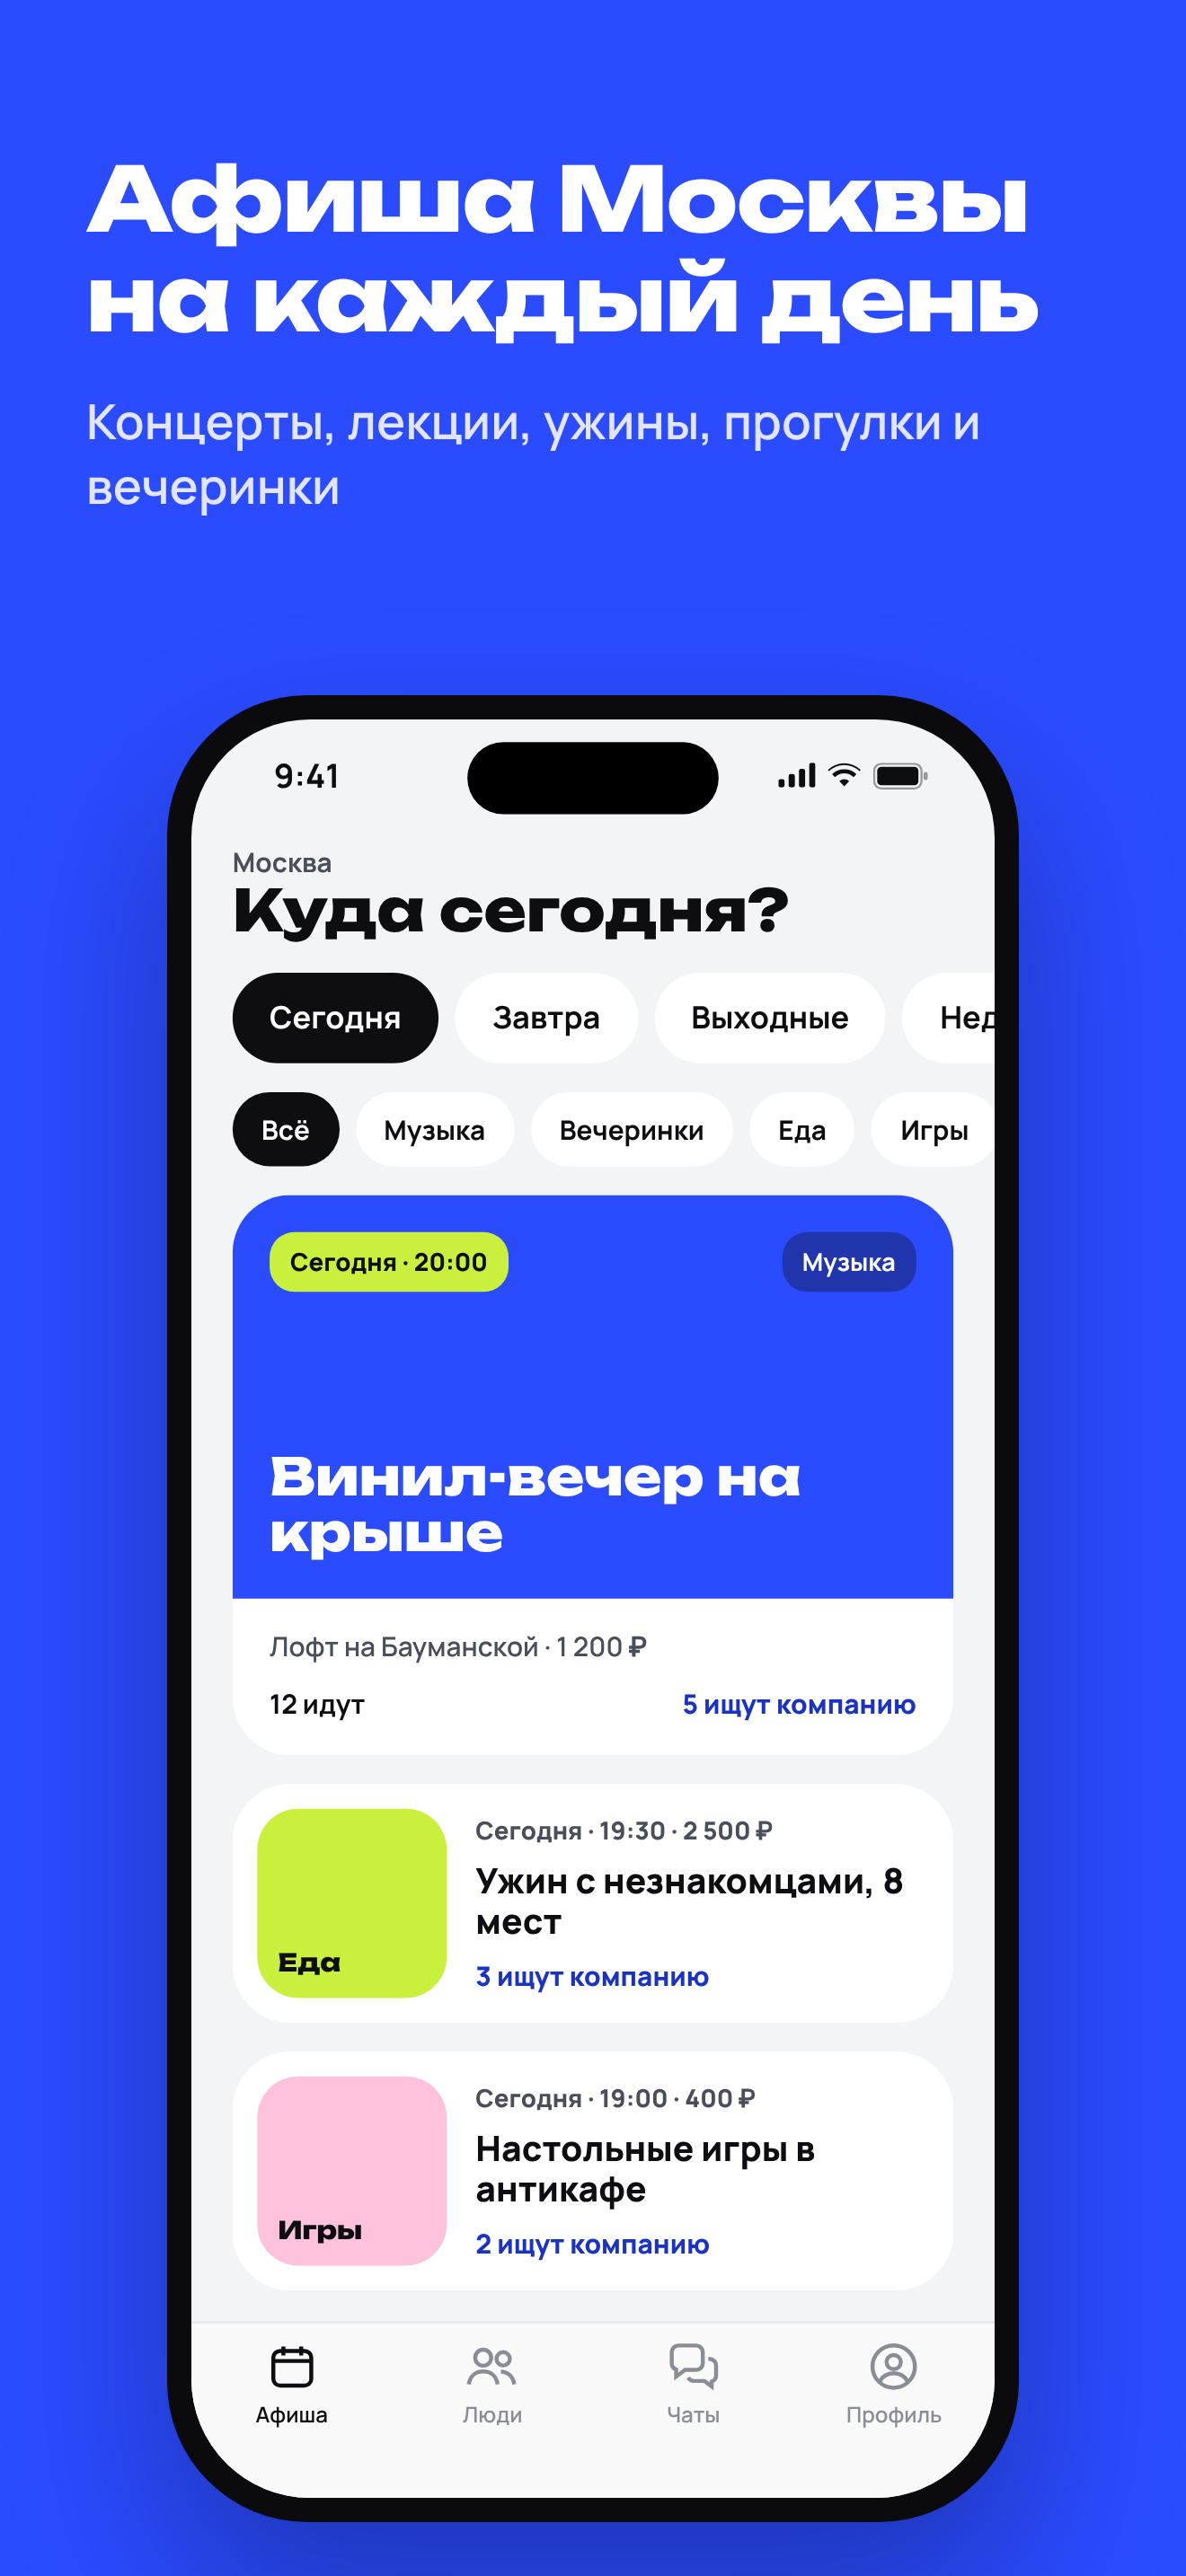 Афиша Москвы
на каждый день
Концерты, лекции, ужины, прогулки и
вечеринки
9:41
Москва
Куда сегодня?
Сегодня Завтра Выходные Нед
Всё Музыка Вечеринки Еда Игры
Сегодня · 20:00 Музыка
Винил-вечер на
крыше
Лофт на Бауманской · 1 200 ₽
12 идут 5 ищут компанию
Сегодня · 19:30 · 2 500 ₽
Ужин с незнакомцами, 8
мест
Еда
3 ищут компанию
Сегодня · 19:00 · 400 ₽
Настольные игры в
антикафе
Игры
2 ищут компанию
Афиша Люди Чаты Профиль